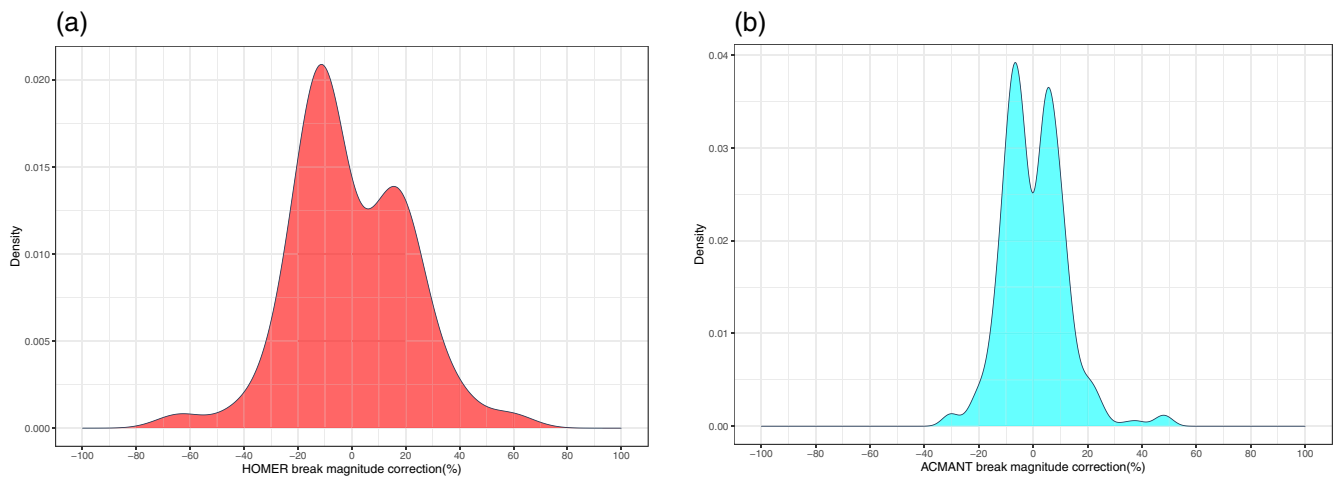 (a)
Density
0.020
0.015
0.010
0.005
0.000
−100 −80 −60 −40 −20 0 20 40 60 80 100
HOMER break magnitude correction(%)
(b)
Density
0.04
0.03
0.02
0.01
0.00
−100 −80 −60 −40 −20 0 20 40 60 80 100
ACMANT break magnitude correction(%)